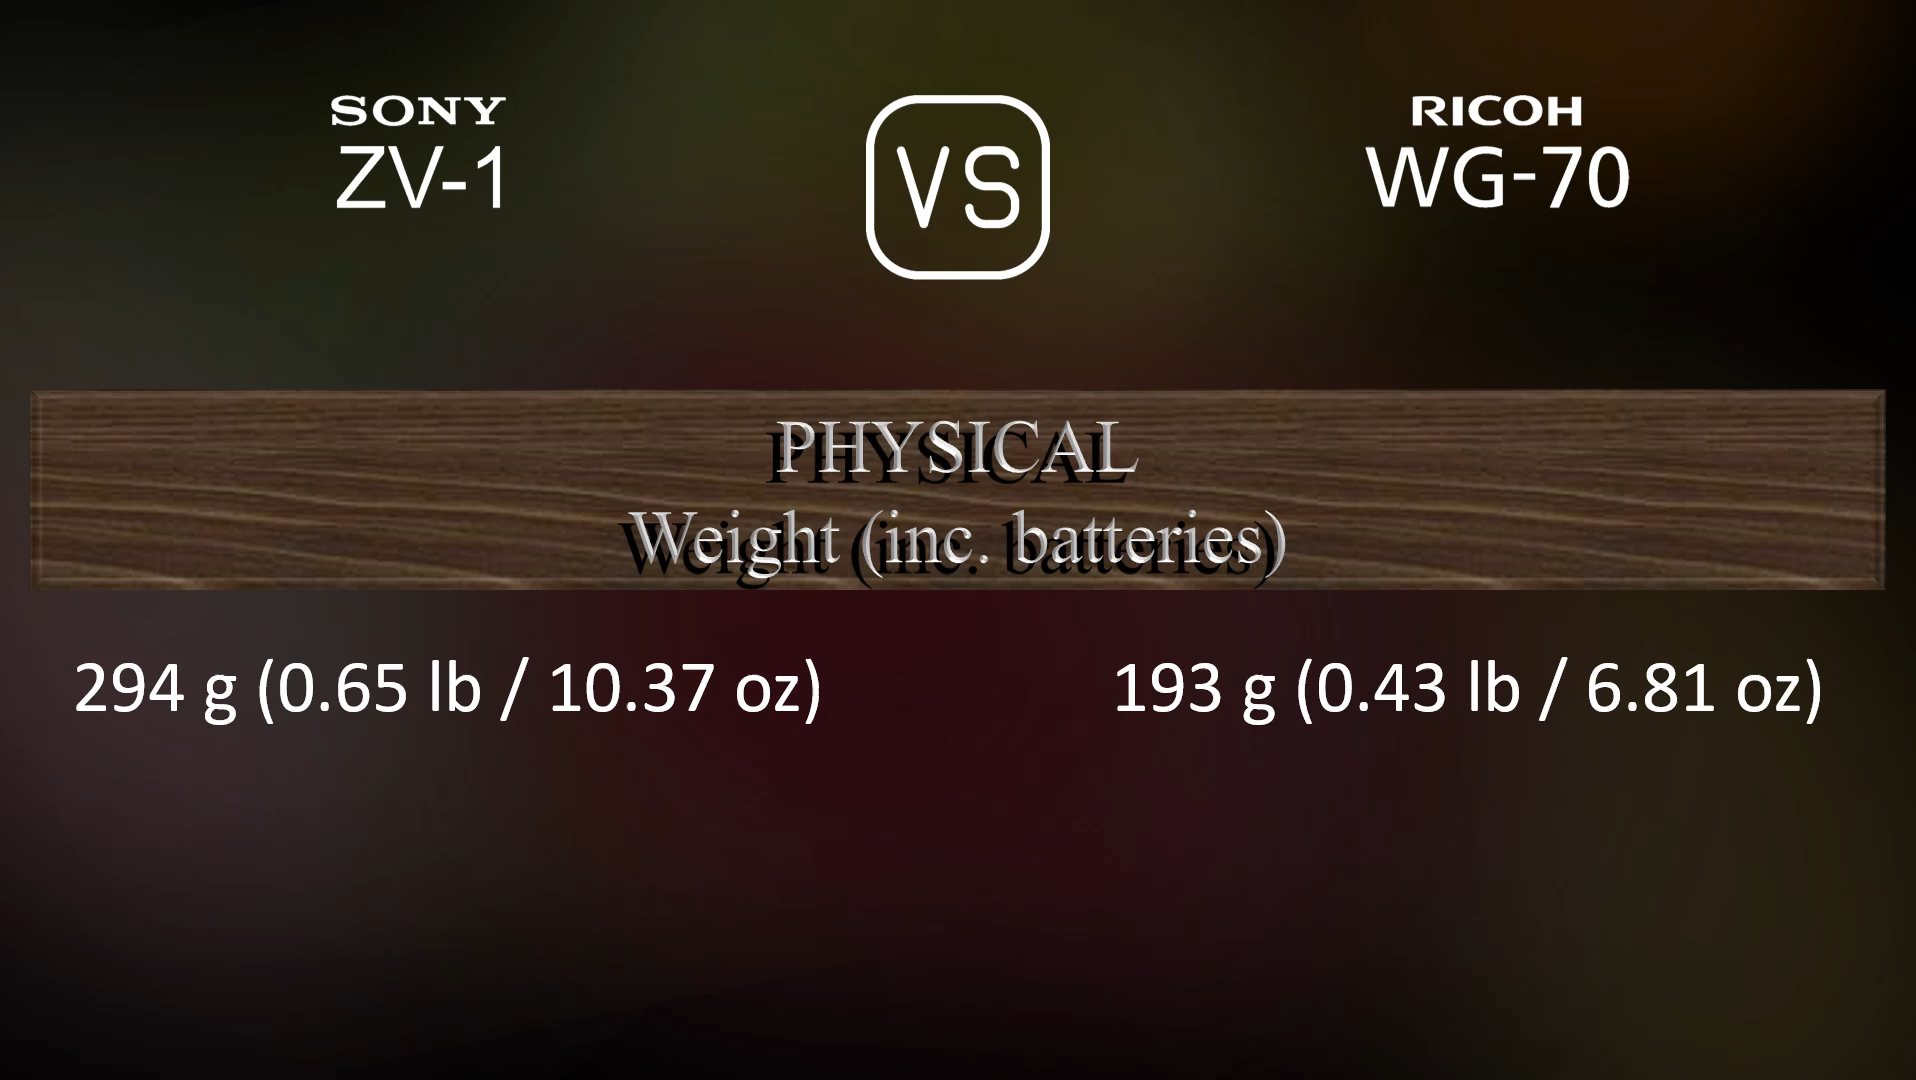 SONY
ZV-1
VS
RICOH
WG-70
PHYSICAL
Weight (inc. batteries)
294 g (0.65 lb / 10.37 oz)
193 g (0.43 lb / 6.81 oz)